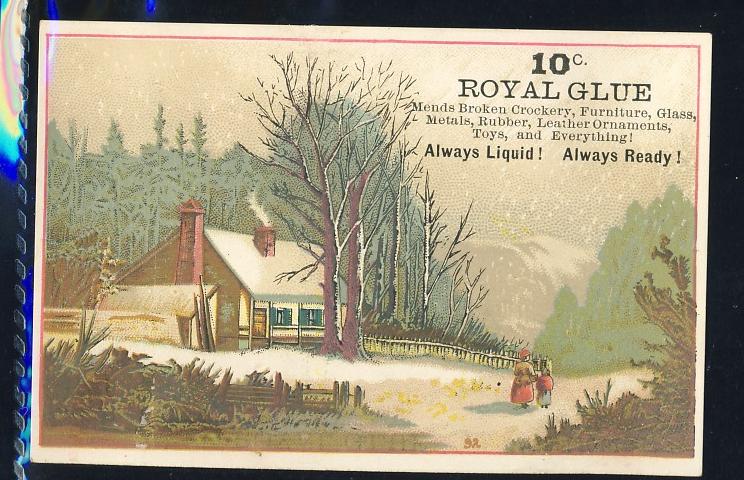 10C.
ROYAL GLUE
Mends Broken Crockery, Furniture, Glass,
Metals, Rubber, Leather Ornaments,
Toys, and Everything!
Always Liquid! Always Ready!
92